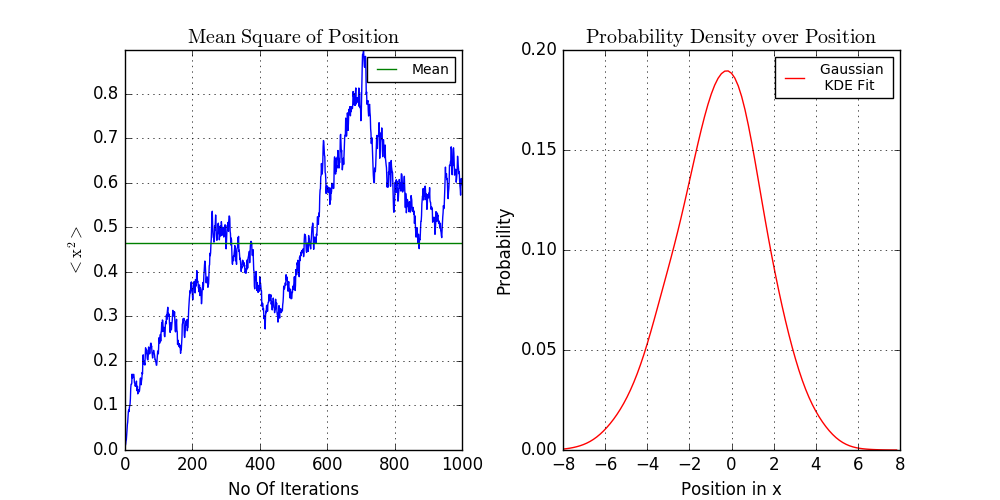 Mean Square of Position
Mean
<x²>
0.8
0.7
0.6
0.5
0.4
0.3
0.2
0.1
0.0
0 200 400 600 800 1000
No Of Iterations
Probability Density over Position
Gaussian
KDE Fit
Probability
0.20
0.15
0.10
0.05
0.00
−8 −6 −4 −2 0 2 4 6 8
Position in x